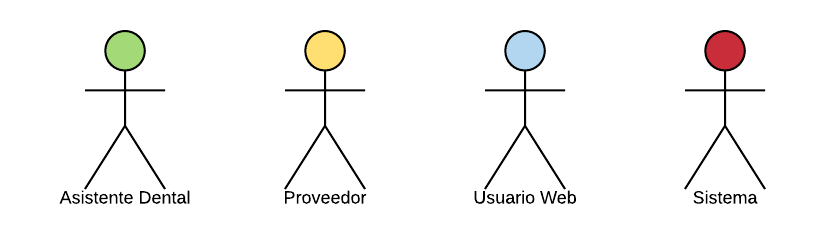 Asistente Dental
Proveedor
Usuario Web
Sistema